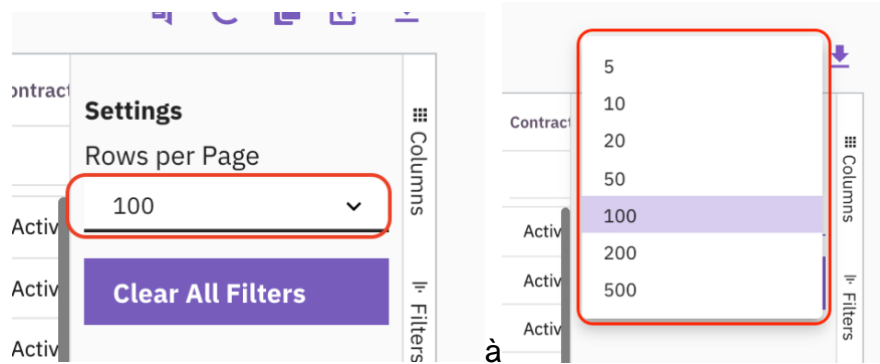 ontract
Settings
Rows per Page
100
Clear All Filters
Activ
Activ
Activ
Columns
Filters
à
5
10
20
50
100
200
500
Contract
Activ
Activ
Activ
Columns
Filters